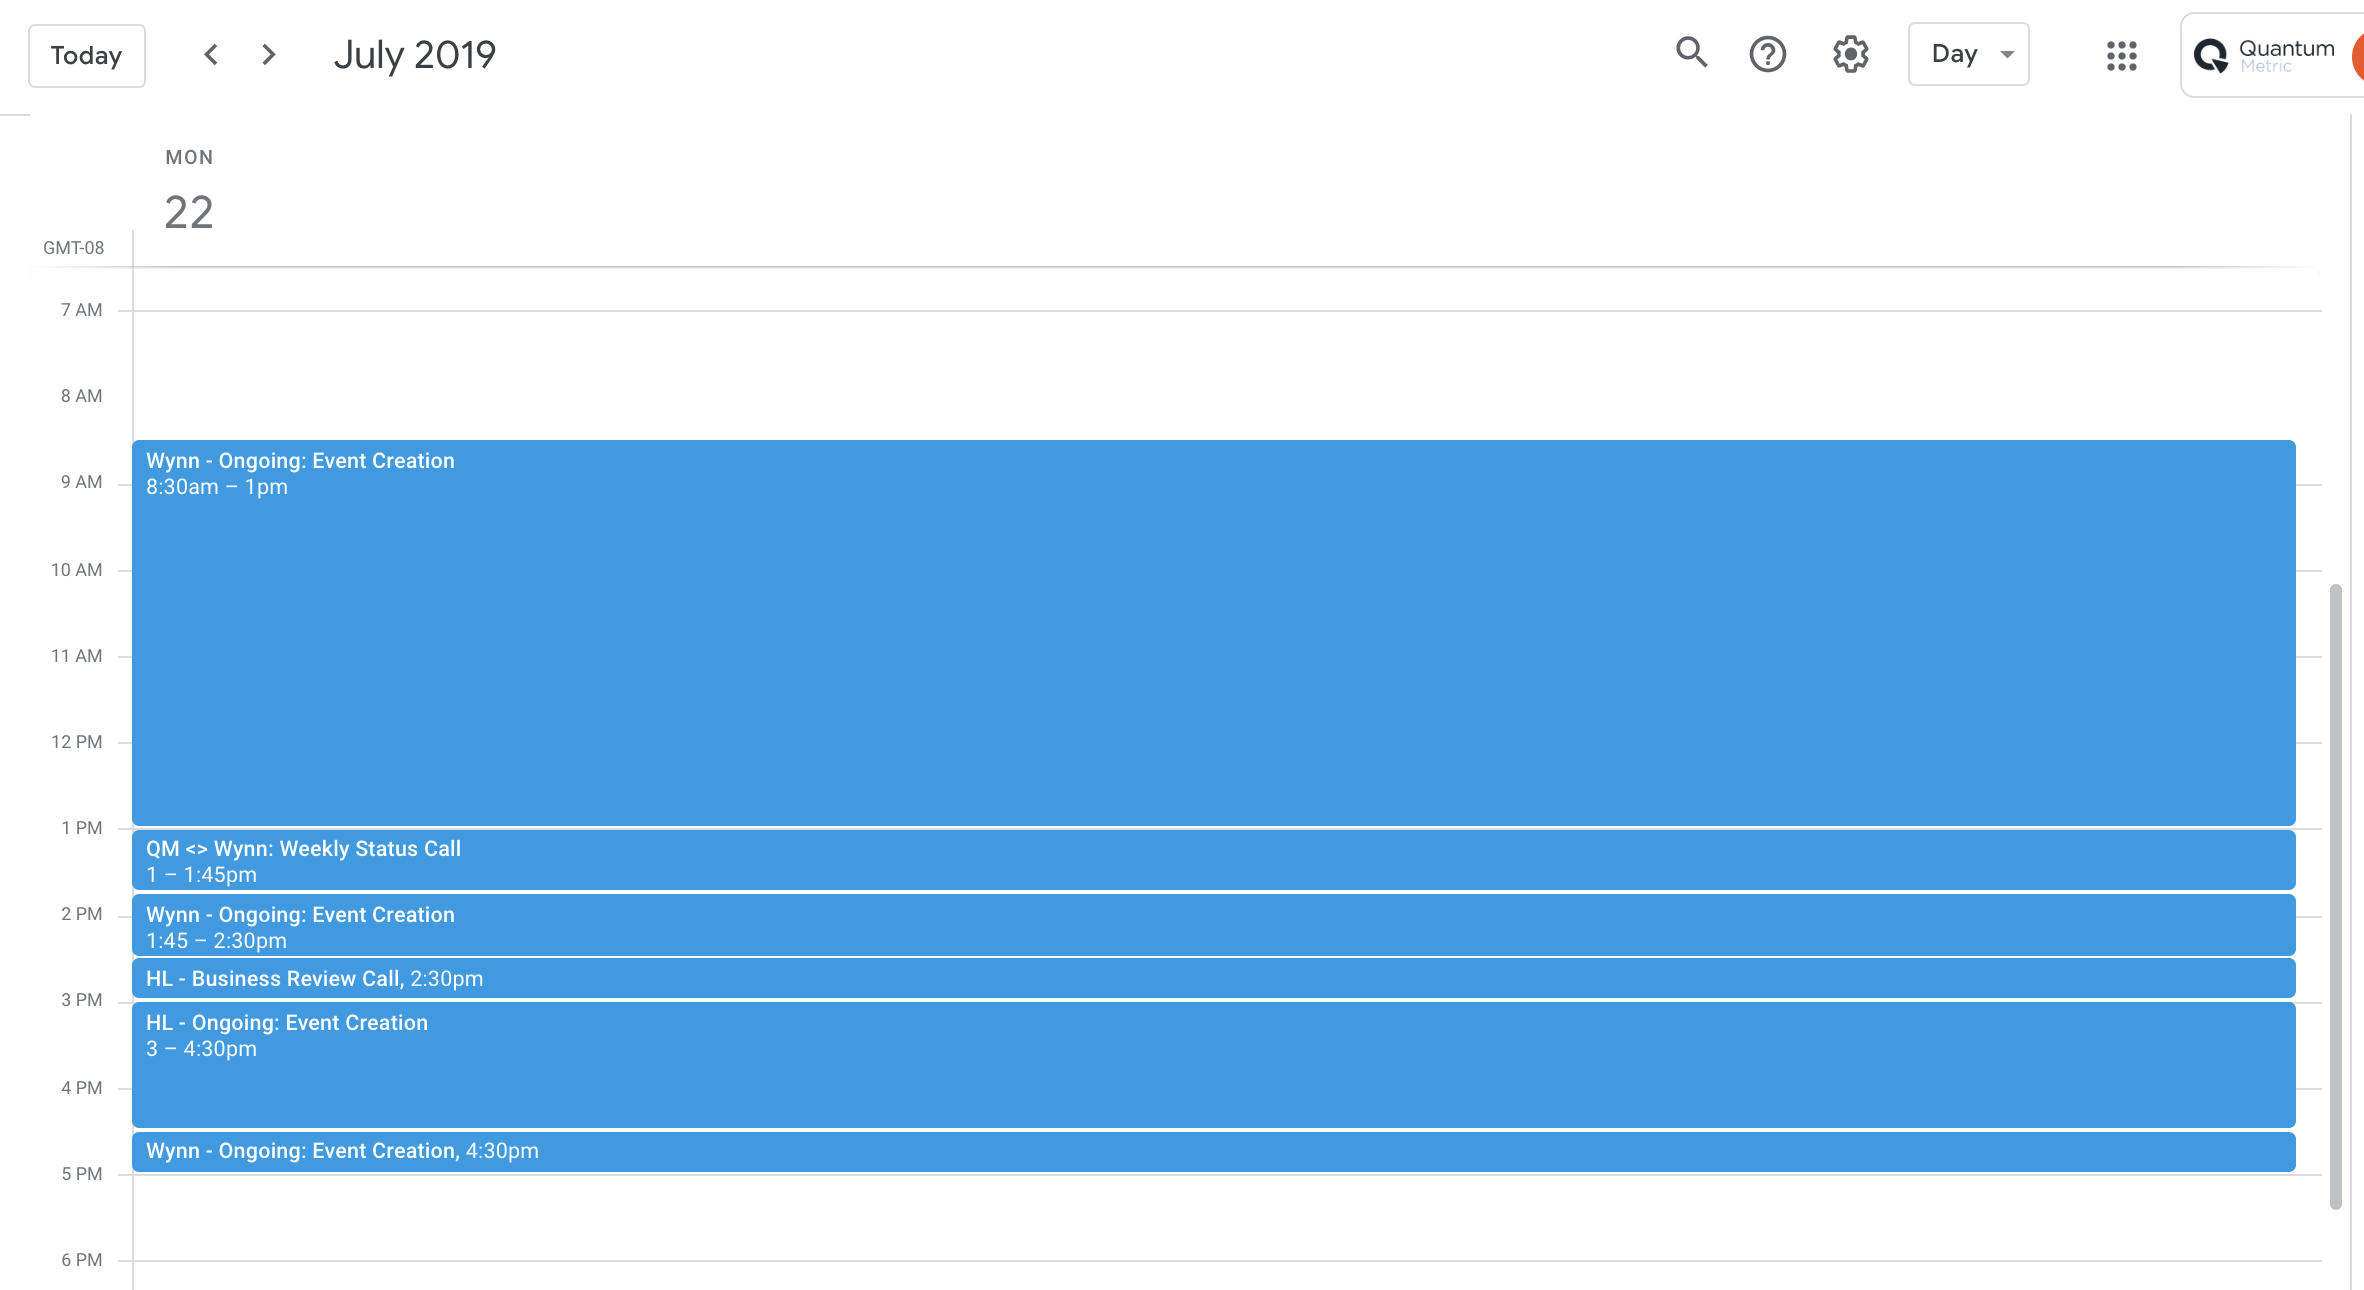 Today
July 2019
Day
Quantum
Metric
MON
22
GMT-08
7 AM
8 AM
Wynn - Ongoing: Event Creation
8:30am – 1pm
9 AM
10 AM
11 AM
12 PM
1 PM
QM <> Wynn: Weekly Status Call
1 – 1:45pm
2 PM
Wynn - Ongoing: Event Creation
1:45 – 2:30pm
HL - Business Review Call, 2:30pm
3 PM
HL - Ongoing: Event Creation
3 – 4:30pm
4 PM
Wynn - Ongoing: Event Creation, 4:30pm
5 PM
6 PM